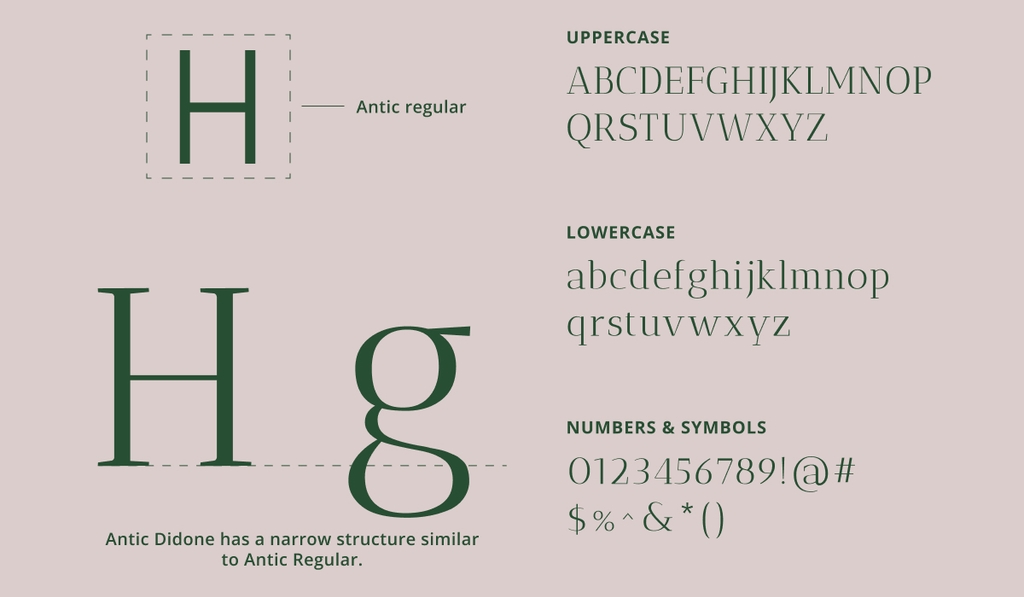 H
Antic regular
H g
Antic Didone has a narrow structure similar
to Antic Regular.
UPPERCASE
ABCDEFGHIJKLMNOP
QRSTUVWXYZ
LOWERCASE
abcdefghijklmnop
qrstuvwxyz
NUMBERS & SYMBOLS
0123456789!@#
$%^&*()